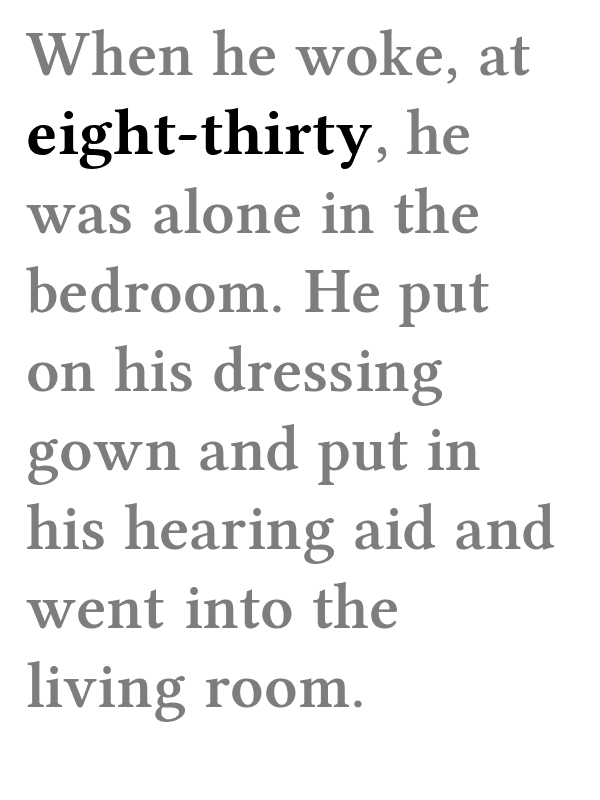 When he woke, at
eight-thirty, he
was alone in the
bedroom. He put
on his dressing
gown and put in
his hearing aid and
went into the
living room.